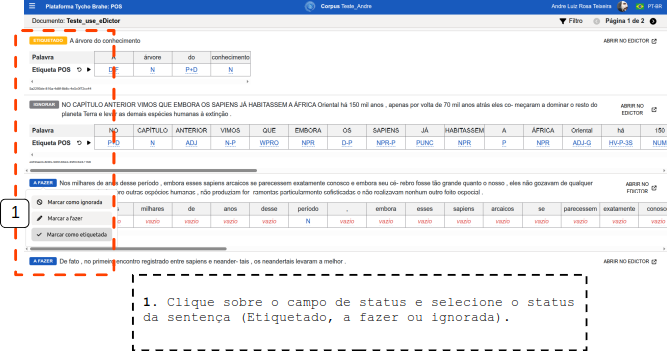 Plataforma Tycho Brahe: POS Corpus Teste_Andre Andre Luiz Rosa Teixeira PT-BR
Documento: Teste_use_eDictor Filtro Página 1 de 2
ETIQUETADO A árvore do conhecimento ABRIR NO EDICTOR
Palavra A árvore do conhecimento
Etiqueta POS D-F N P+D N
IGNORAR NO CAPÍTULO ANTERIOR VIMOS QUE EMBORA OS SAPIENS JÁ HABITASSEM A ÁFRICA Oriental há 150 mil anos , apenas por volta de 70 mil anos atrás eles co- meçaram a dominar o resto do ABRIR NO
planeta Terra e levar as demais espécies humanas à extinção . EDICTOR
Palavra NO CAPÍTULO ANTERIOR VIMOS QUE EMBORA OS SAPIENS JÁ HABITASSEM A ÁFRICA Oriental há 150
Etiqueta POS P+D N ADJ N-P WPRO NPR D-P NPR-P PUNC NPR P NPR ADJ-G HV-P-3S NUM
A FAZER Nos milhares de anos desse período , embora esses sapiens arcaicos se parecessem exatamente conosco e embora seu cé- rebro fosse tão grande quanto o nosso , eles não gozavam de qualquer ABRIR NO
outras espécies humanas , não produziam ferramentas particularmente sofisticadas e não realizavam nenhum outro feito especial . EDICTOR
Marcar como ignorada
milhares de anos desse período , embora esses sapiens arcaicos se parecessem exatamente conosco
1
Marcar a fazer
vazio vazio vazio vazio N vazio vazio vazio vazio vazio vazio vazio vazio vazio
Marcar como etiquetada
A FAZER De fato , no primeiro encontro registrado entre sapiens e neander- tais , os neandertais levaram a melhor . ABRIR NO EDICTOR
1. Clique sobre o campo de status e selecione o status
da sentença (Etiquetado, a fazer ou ignorada).